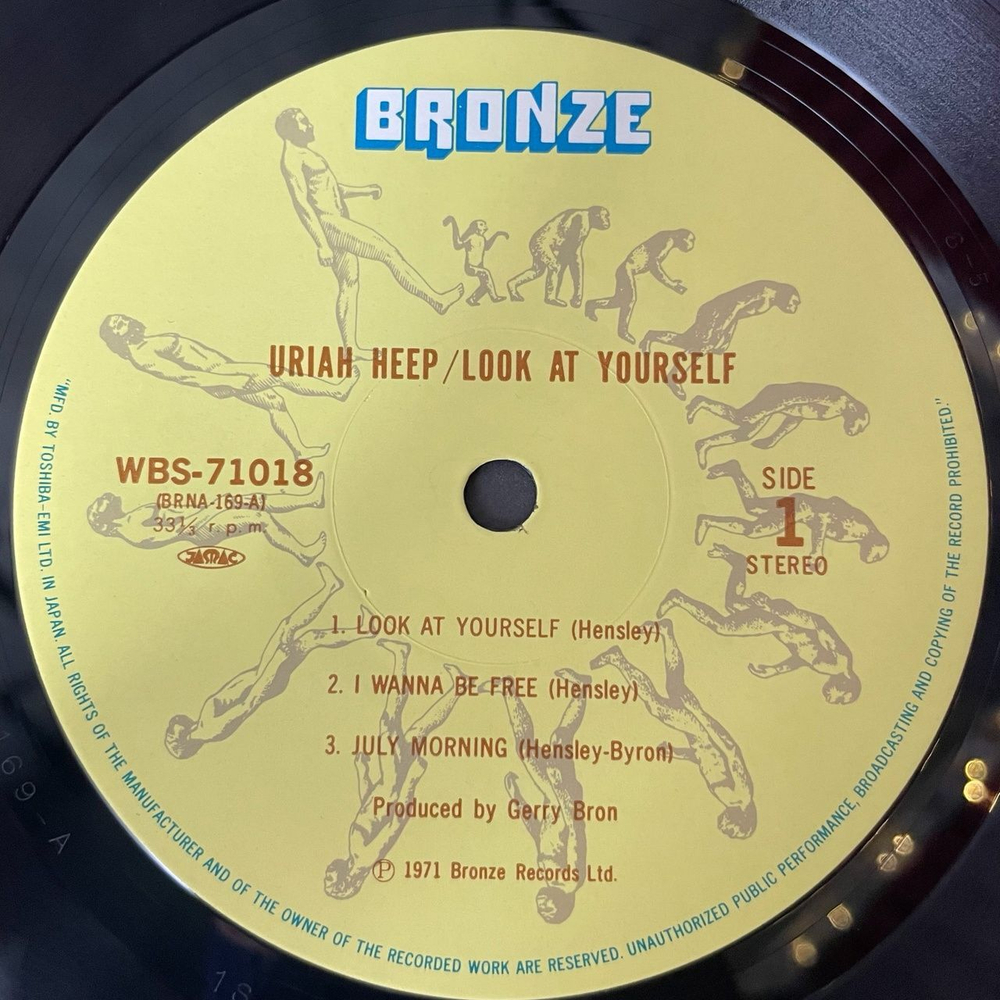 BRONZE
URIAH HEEP/LOOK AT YOURSELF
WBS-71018
(BRNA-169-A)
33⅓ r. p. m.
JASRAC
SIDE
1
STEREO
1. LOOK AT YOURSELF (Hensley)
2. I WANNA BE FREE (Hensley)
3. JULY MORNING (Hensley-Byron)
Produced by Gerry Bron
Ⓟ 1971 Bronze Records Ltd.
"MFD. BY TOSHIBA-EMI LTD. IN JAPAN. ALL RIGHTS OF THE MANUFACTURER AND OF THE OWNER OF THE RECORDED WORK ARE RESERVED. UNAUTHORIZED PUBLIC PERFORMANCE, BROADCASTING AND COPYING OF THE RECORD PROHIBITED."
169-A
1S